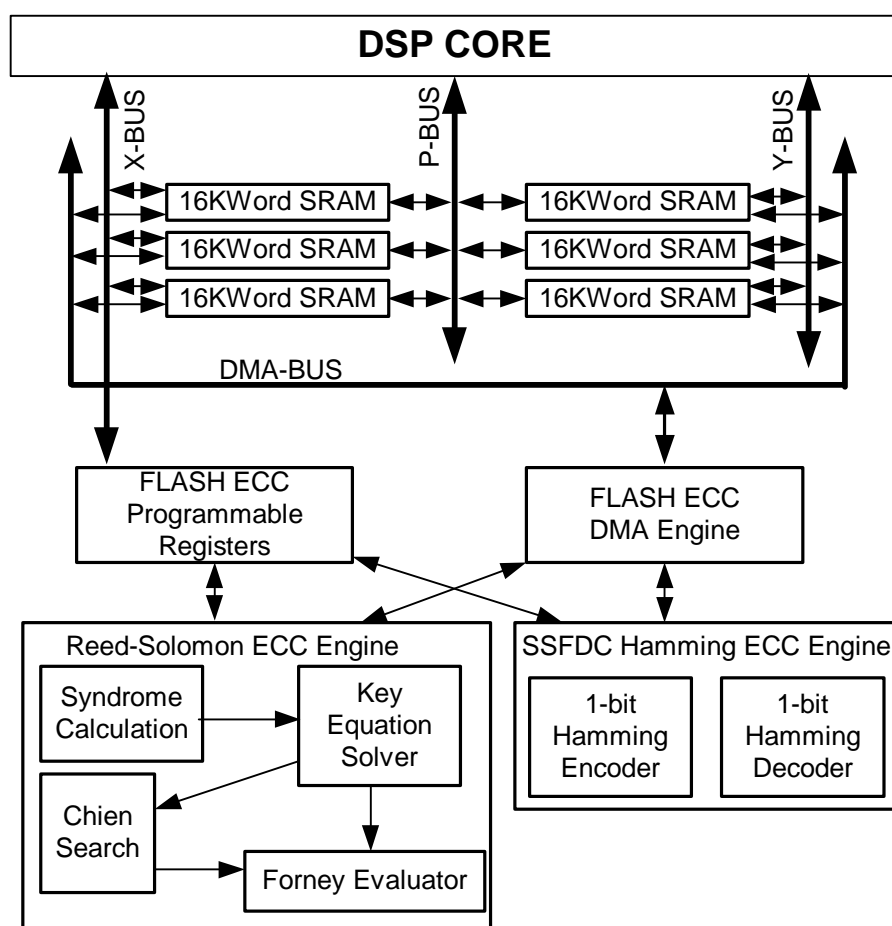 DSP CORE
X-BUS
P-BUS
Y-BUS
16KWord SRAM
16KWord SRAM
16KWord SRAM
16KWord SRAM
16KWord SRAM
16KWord SRAM
DMA-BUS
FLASH ECC
Programmable
Registers
FLASH ECC
DMA Engine
Reed-Solomon ECC Engine
Syndrome
Calculation
Key
Equation
Solver
Chien
Search
Forney Evaluator
SSFDC Hamming ECC Engine
1-bit
Hamming
Encoder
1-bit
Hamming
Decoder